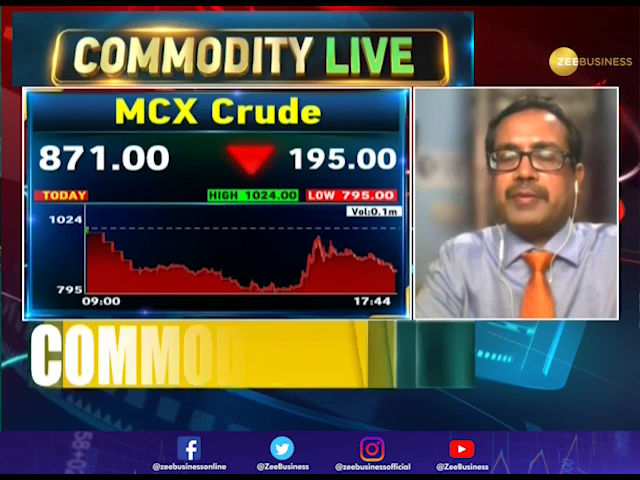 COMMODITY LIVE
ZEEBUSINESS
MCX Crude
871.00 195.00
TODAY HIGH 1024.00 LOW 795.00
Vol:0.1m
1024
795
09:00 17:44
COMMOD
@zeebusinessonline @ZeeBusiness @zeebusinessofficial @ZeeBusiness